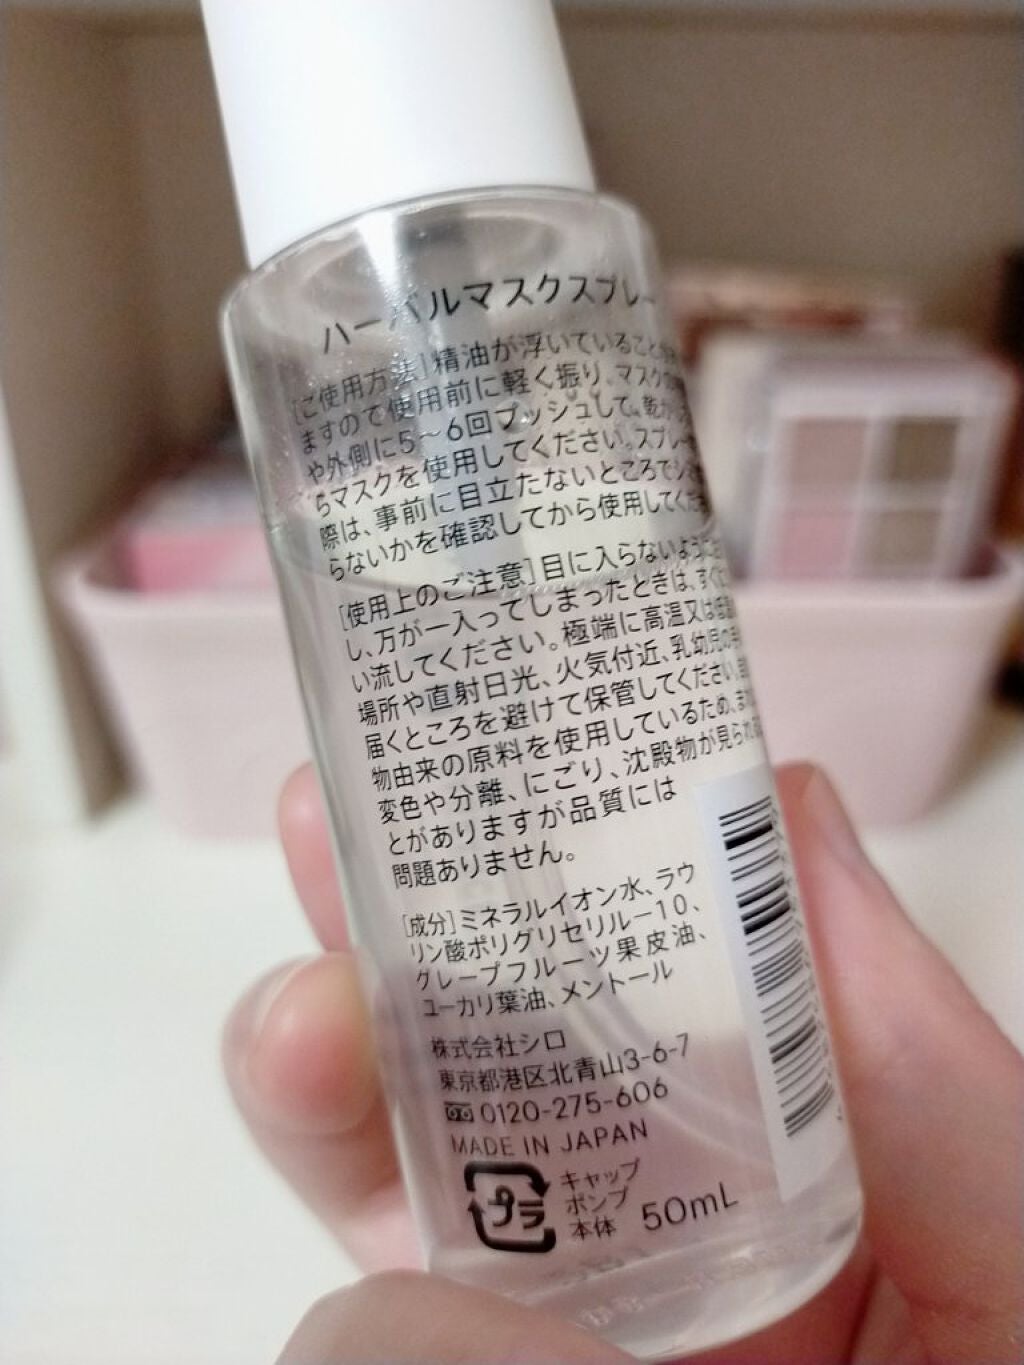 ハーバルマスクスプレー
[ご使用方法]精油が浮いていることが
ますので使用前に軽く振り、マスクの
や外側に5～6回プッシュして、乾か
らマスクを使用してください。スプレー
際は、事前に目立たないところでシミ
らないかを確認してから使用してくだ
[使用上のご注意]目に入らないように
し、万が一入ってしまったときは、すぐに
い流してください。極端に高温又は低温
場所や直射日光、火気付近、乳幼児の手
届くところを避けて保管してください。
物由来の原料を使用しているため、まれ
変色や分離、にごり、沈殿物が見られる
とがありますが品質には
問題ありません。
[成分]ミネラルイオン水、ラウ
リン酸ポリグリセリル－10、
グレープフルーツ果皮油、
ユーカリ葉油、メントール
株式会社シロ
東京都港区北青山3-6-7
0120-275-606
MADE IN JAPAN
プラ
キャップ
ポンプ
本体
50mL